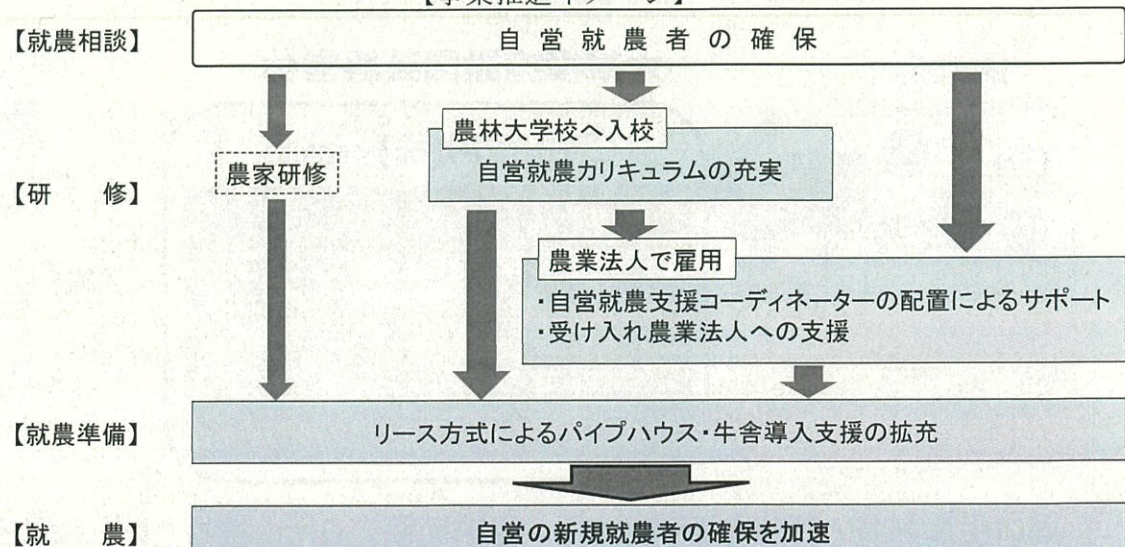 【就農相談】
自営就農者の確保
農林大学校へ入校
自営就農カリキュラムの充実
【研　修】
農家研修
農業法人で雇用
・自営就農支援コーディネーターの配置によるサポート
・受け入れ農業法人への支援
【就農準備】
リース方式によるパイプハウス・牛舎導入支援の拡充
【就　農】
自営の新規就農者の確保を加速